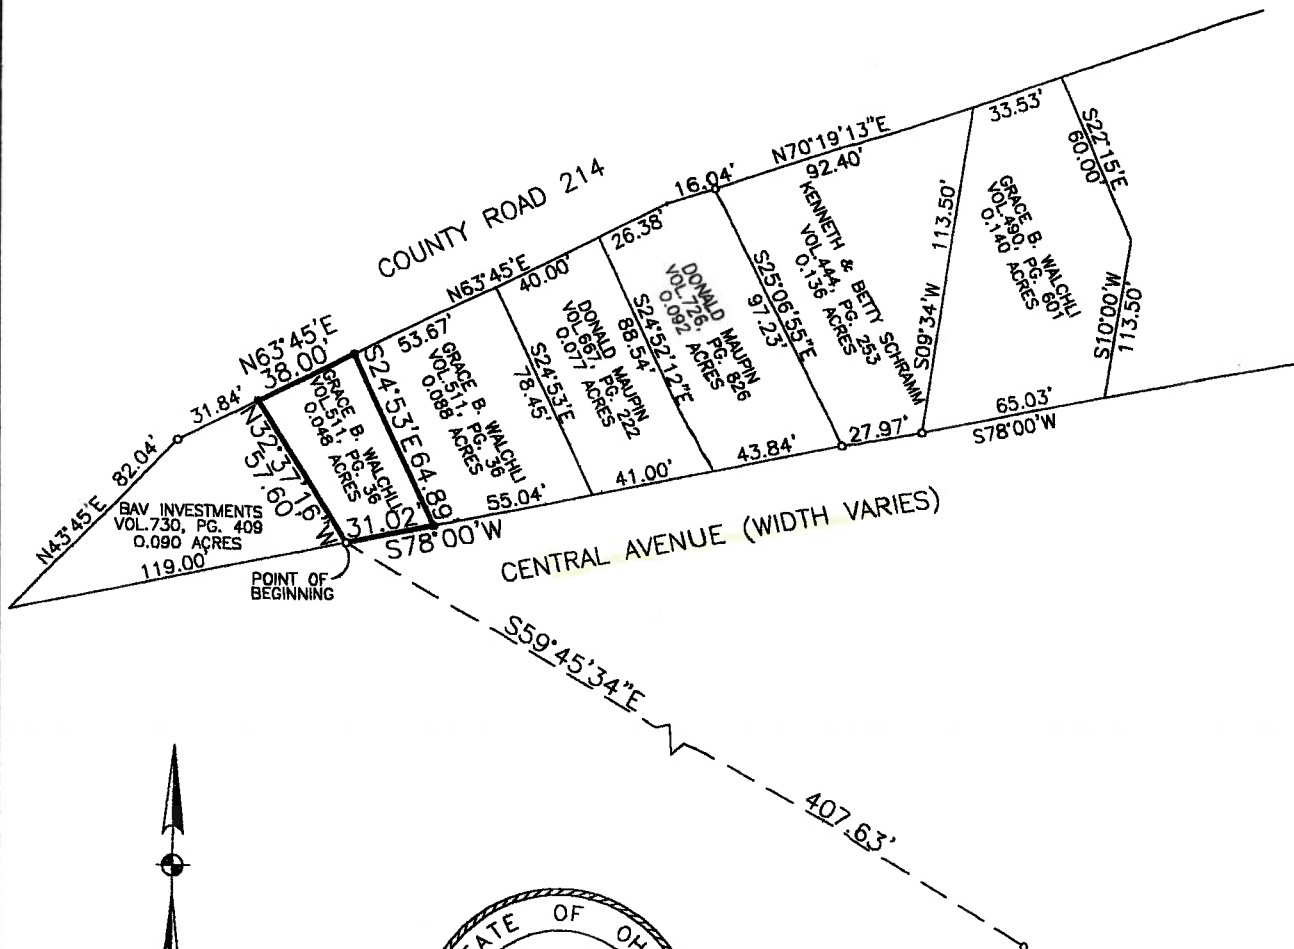 COUNTY ROAD 214
N43°45'E
82.04'
31.84'
N63°45'E
38.00'
53.67'
N63°45'E
40.00'
26.38'
16.04'
N70°19'13"E
92.40'
33.53'
BAV INVESTMENTS
VOL.730, PG. 409
0.090 ACRES
119.00'
N32°37'16"W
57.60'
GRACE B. WALCHLI
VOL.511, PG. 36
0.048 ACRES
S24°53'E 64.89'
31.02'
S78°00'W
GRACE B. WALCHLI
VOL.511, PG. 36
0.088 ACRES
55.04'
S24°53'E
78.45'
DONALD MAUPIN
VOL.667, PG. 222
0.077 ACRES
41.00'
S24°52'12"E
88.54'
DONALD MAUPIN
VOL.726, PG. 826
0.092 ACRES
43.84'
S25°06'55"E
97.23'
KENNETH & BETTY SCHRAMM
VOL.444, PG. 253
0.136 ACRES
27.97'
S09°34'W
113.50'
GRACE B. WALCHLI
VOL.490, PG. 601
0.140 ACRES
S22°15'E
60.00'
S10°00'W
113.50'
65.03'
S78°00'W
CENTRAL AVENUE (WIDTH VARIES)
POINT OF
BEGINNING
S59°45'34"E
407.63'
OF